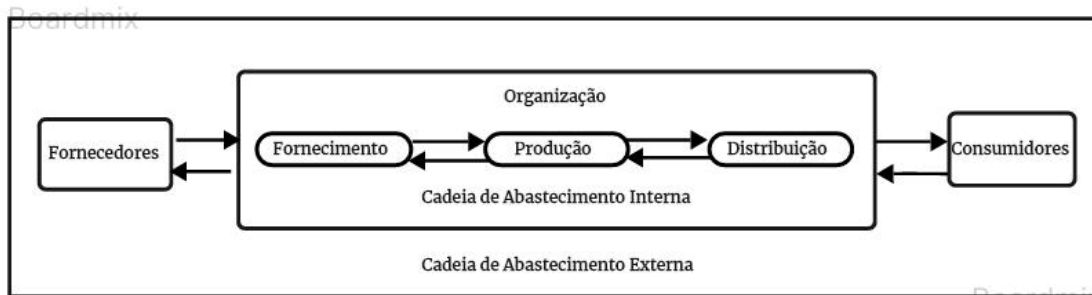 Boardmix
Organização
Fornecedores
Fornecimento
Produção
Distribuição
Consumidores
Cadeia de Abastecimento Interna
Cadeia de Abastecimento Externa